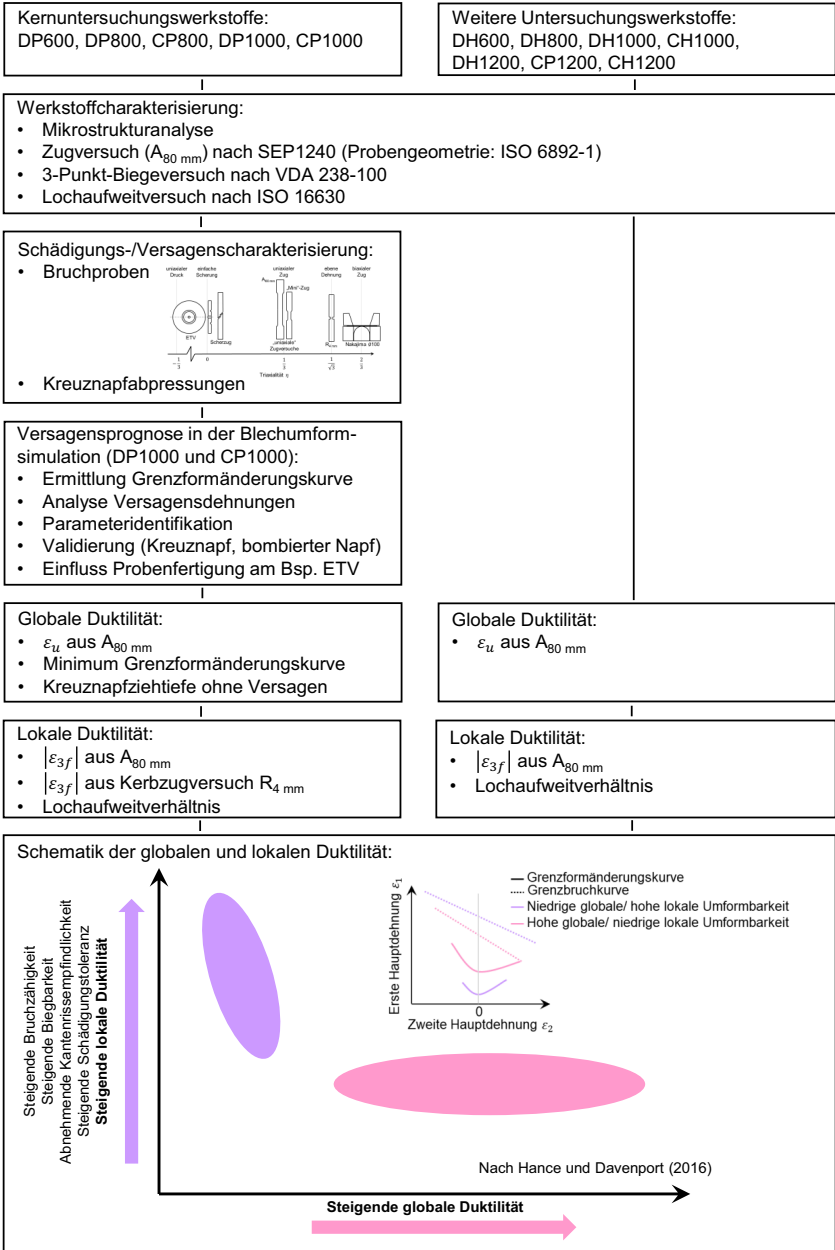 Kernuntersuchungswerkstoffe:
DP600, DP800, CP800, DP1000, CP1000
Weitere Untersuchungswerkstoffe:
DH600, DH800, DH1000, CH1000,
DH1200, CP1200, CH1200
Werkstoffcharakterisierung:
• Mikrostrukturanalyse
• Zugversuch (A80 mm) nach SEP1240 (Probengeometrie: ISO 6892-1)
• 3-Punkt-Biegeversuch nach VDA 238-100
• Lochaufweitversuch nach ISO 16630
Schädigungs-/Versagenscharakterisierung:
• Bruchproben
uniaxialer Druck
einfache Scherung
uniaxialer Zug
ebene Dehnung
biaxialer Zug
A80 mm
„Mini“-Zug
ETV
Scherzug
„uniaxiale“ Zugversuche
Nakajima d100
-1/3
0
1/3
1/√3
2/3
Triaxialität η
• Kreuznapfabpressungen
Versagensprognose in der Blechumform-
simulation (DP1000 und CP1000):
• Ermittlung Grenzformänderungskurve
• Analyse Versagensdehnungen
• Parameteridentifikation
• Validierung (Kreuznapf, bombierter Napf)
• Einfluss Probenfertigung am Bsp. ETV
Globale Duktilität:
• εu aus A80 mm
• Minimum Grenzformänderungskurve
• Kreuznapfziehtiefe ohne Versagen
Globale Duktilität:
• εu aus A80 mm
Lokale Duktilität:
• |ε3f| aus A80 mm
• |ε3f| aus Kerbzugversuch R4 mm
• Lochaufweitverhältnis
Lokale Duktilität:
• |ε3f| aus A80 mm
• Lochaufweitverhältnis
Schematik der globalen und lokalen Duktilität:
Steigende Bruchzähigkeit
Steigende Biegbarkeit
Abnehmende Kantenrissempfindlichkeit
Steigende Schädigungstoleranz
Steigende lokale Duktilität
Grenzformänderungskurve
Grenzbruchkurve
Niedrige globale/ hohe lokale Umformbarkeit
Hohe globale/ niedrige lokale Umformbarkeit
Erste Hauptdehnung ε1
0
Zweite Hauptdehnung ε2
Nach Hance und Davenport (2016)
Steigende globale Duktilität